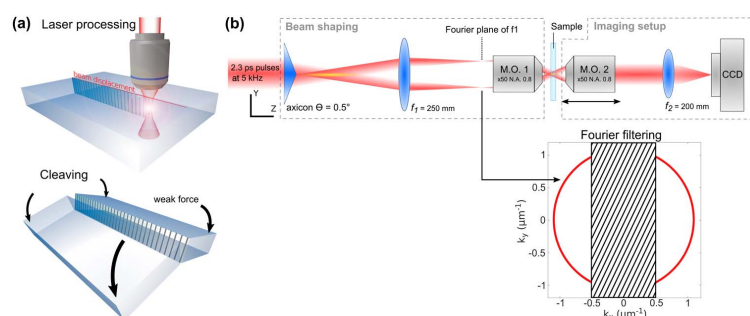 (a)
Laser processing
beam displacement
Cleaving
weak force
(b)
Beam shaping
Fourier plane of f1
Sample
Imaging setup
2.3 ps pulses
at 5 kHz
Y
Z
axicon Θ = 0.5°
f₁ = 250 mm
M.O. 1
x50 N.A. 0.8
M.O. 2
x50 N.A. 0.8
f₂ = 200 mm
CCD
Fourier filtering
1
0.5
0
-0.5
-1
k_y (μm⁻¹)
-1
-0.5
0
0.5
1
(μm⁻¹)